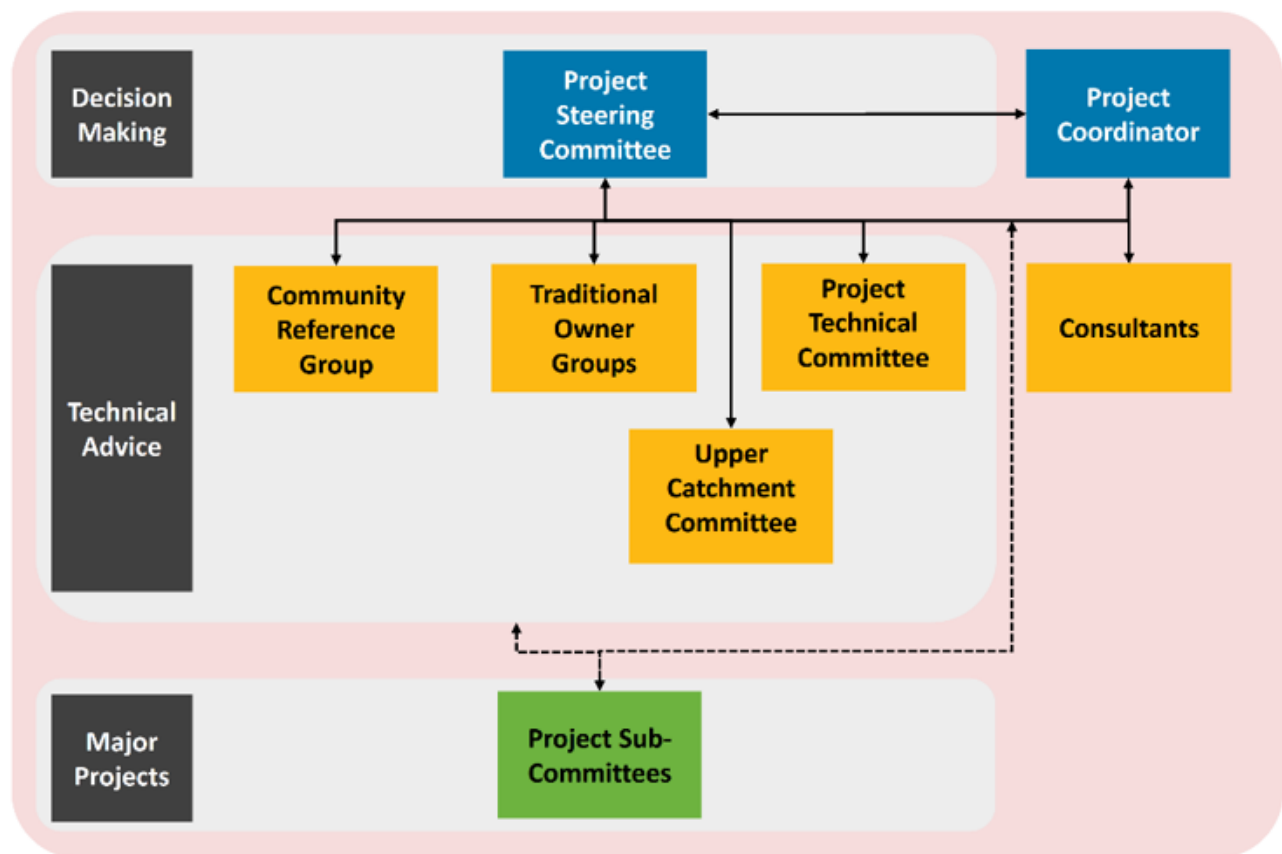 Decision
Making
Project
Steering
Committee
Project
Coordinator
Technical
Advice
Community
Reference
Group
Traditional
Owner
Groups
Project
Technical
Committee
Consultants
Upper
Catchment
Committee
Major
Projects
Project Sub-
Committees